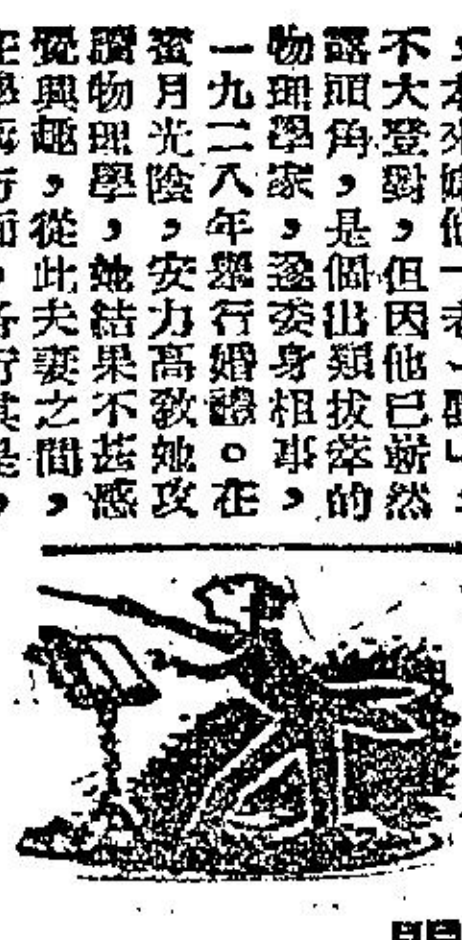 不大登對，但因他已嶄然
露頭角，是個出類拔萃的
物理學家，遂委身相事，
一九二八年舉行婚禮。在
蜜月光陰，安力高敎她攻
讀物理學，她結果不甚感
覺興趣，從此夫妻之間，